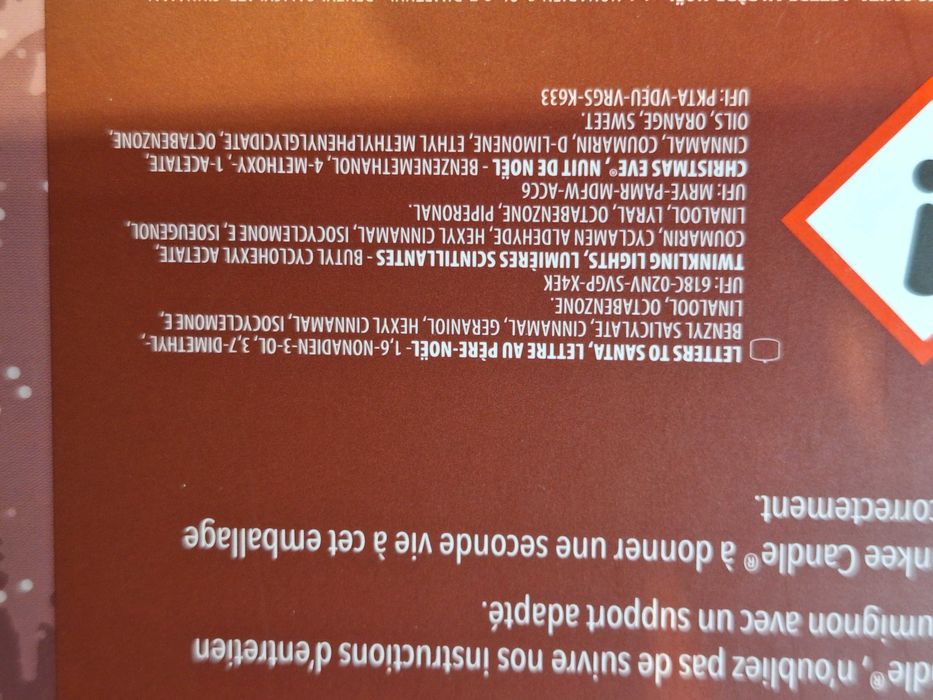 dle®, n'oubliez pas de suivre nos instructions d'entretien
umignon avec un support adapté.
nkee Candle® à donner une seconde vie à cet emballage
correctement.
LETTERS TO SANTA, LETTRE AU PÈRE-NOËL- 1,6-NONADIEN-3-OL, 3,7-DIMETHYL-,
BENZYL SALICYLATE, CINNAMAL, GERANIOL, HEXYL CINNAMAL, ISOCYCLEMONE E,
LINALOOL, OCTABENZONE.
UFI: 618C-02NV-SVGP-X4EK
TWINKLING LIGHTS, LUMIÈRES SCINTILLANTES - BUTYL CYCLOHEXYL ACETATE,
COUMARIN, CYCLAMEN ALDEHYDE, HEXYL CINNAMAL, ISOCYCLEMONE E, ISOEUGENOL,
LINALOOL, LYRAL, OCTABENZONE, PIPERONAL.
UFI: MRYE-PAMR-MDFW-ACC6
CHRISTMAS EVE®, NUIT DE NOËL - BENZENEMETHANOL, 4-METHOXY-, 1-ACETATE,
CINNAMAL, COUMARIN, D-LIMONENE, ETHYL METHYLPHENYLGLYCIDATE, OCTABENZONE,
OILS, ORANGE, SWEET.
UFI: PKTA-VDEU-VRGS-K633